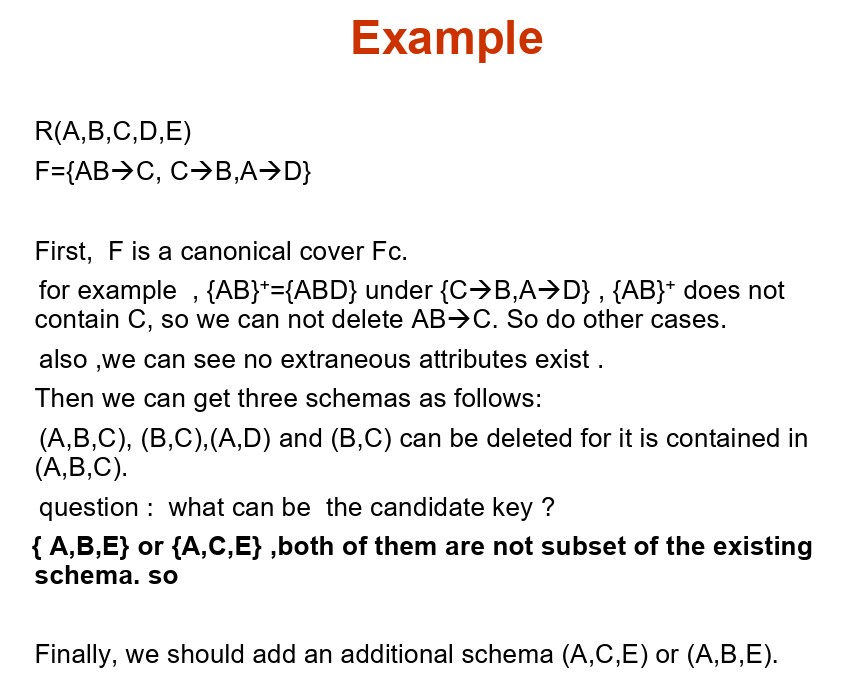 Example
R(A,B,C,D,E)
F={AB→C, C→B,A→D}
First,  F is a canonical cover Fc.
for example  , {AB}⁺={ABD} under {C→B,A→D} , {AB}⁺ does not
contain C, so we can not delete AB→C. So do other cases.
also ,we can see no extraneous attributes exist .
Then we can get three schemas as follows:
(A,B,C), (B,C),(A,D) and (B,C) can be deleted for it is contained in
(A,B,C).
question :  what can be  the candidate key ?
{ A,B,E} or {A,C,E} ,both of them are not subset of the existing
schema. so
Finally, we should add an additional schema (A,C,E) or (A,B,E).